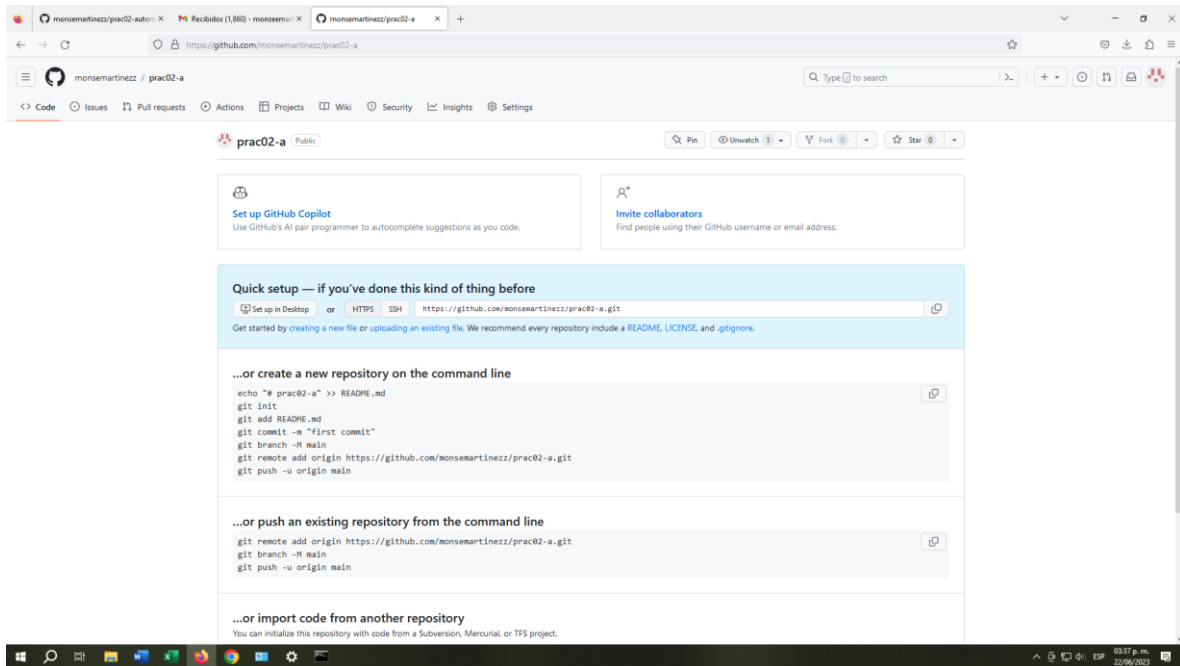 monsemartinezz/prac02-autom
Recibidos (1,860) - monzeemart
monsemartinezz/prac02-a
https://github.com/monsemartinezz/prac02-a
monsemartinezz / prac02-a
Type / to search
Code Issues Pull requests Actions Projects Wiki Security Insights Settings
prac02-a Public
Pin Unwatch 1 Fork 0 Star 0
Set up GitHub Copilot
Use GitHub's AI pair programmer to autocomplete suggestions as you code.
Invite collaborators
Find people using their GitHub username or email address.
Quick setup — if you've done this kind of thing before
Set up in Desktop or HTTPS SSH https://github.com/monsemartinezz/prac02-a.git
Get started by creating a new file or uploading an existing file. We recommend every repository include a README, LICENSE, and .gitignore.
...or create a new repository on the command line
echo "# prac02-a" >> README.md
git init
git add README.md
git commit -m "first commit"
git branch -M main
git remote add origin https://github.com/monsemartinezz/prac02-a.git
git push -u origin main
...or push an existing repository from the command line
git remote add origin https://github.com/monsemartinezz/prac02-a.git
git branch -M main
git push -u origin main
...or import code from another repository
You can initialize this repository with code from a Subversion, Mercurial, or TFS project.
ESP
03:37 p. m.
22/06/2023